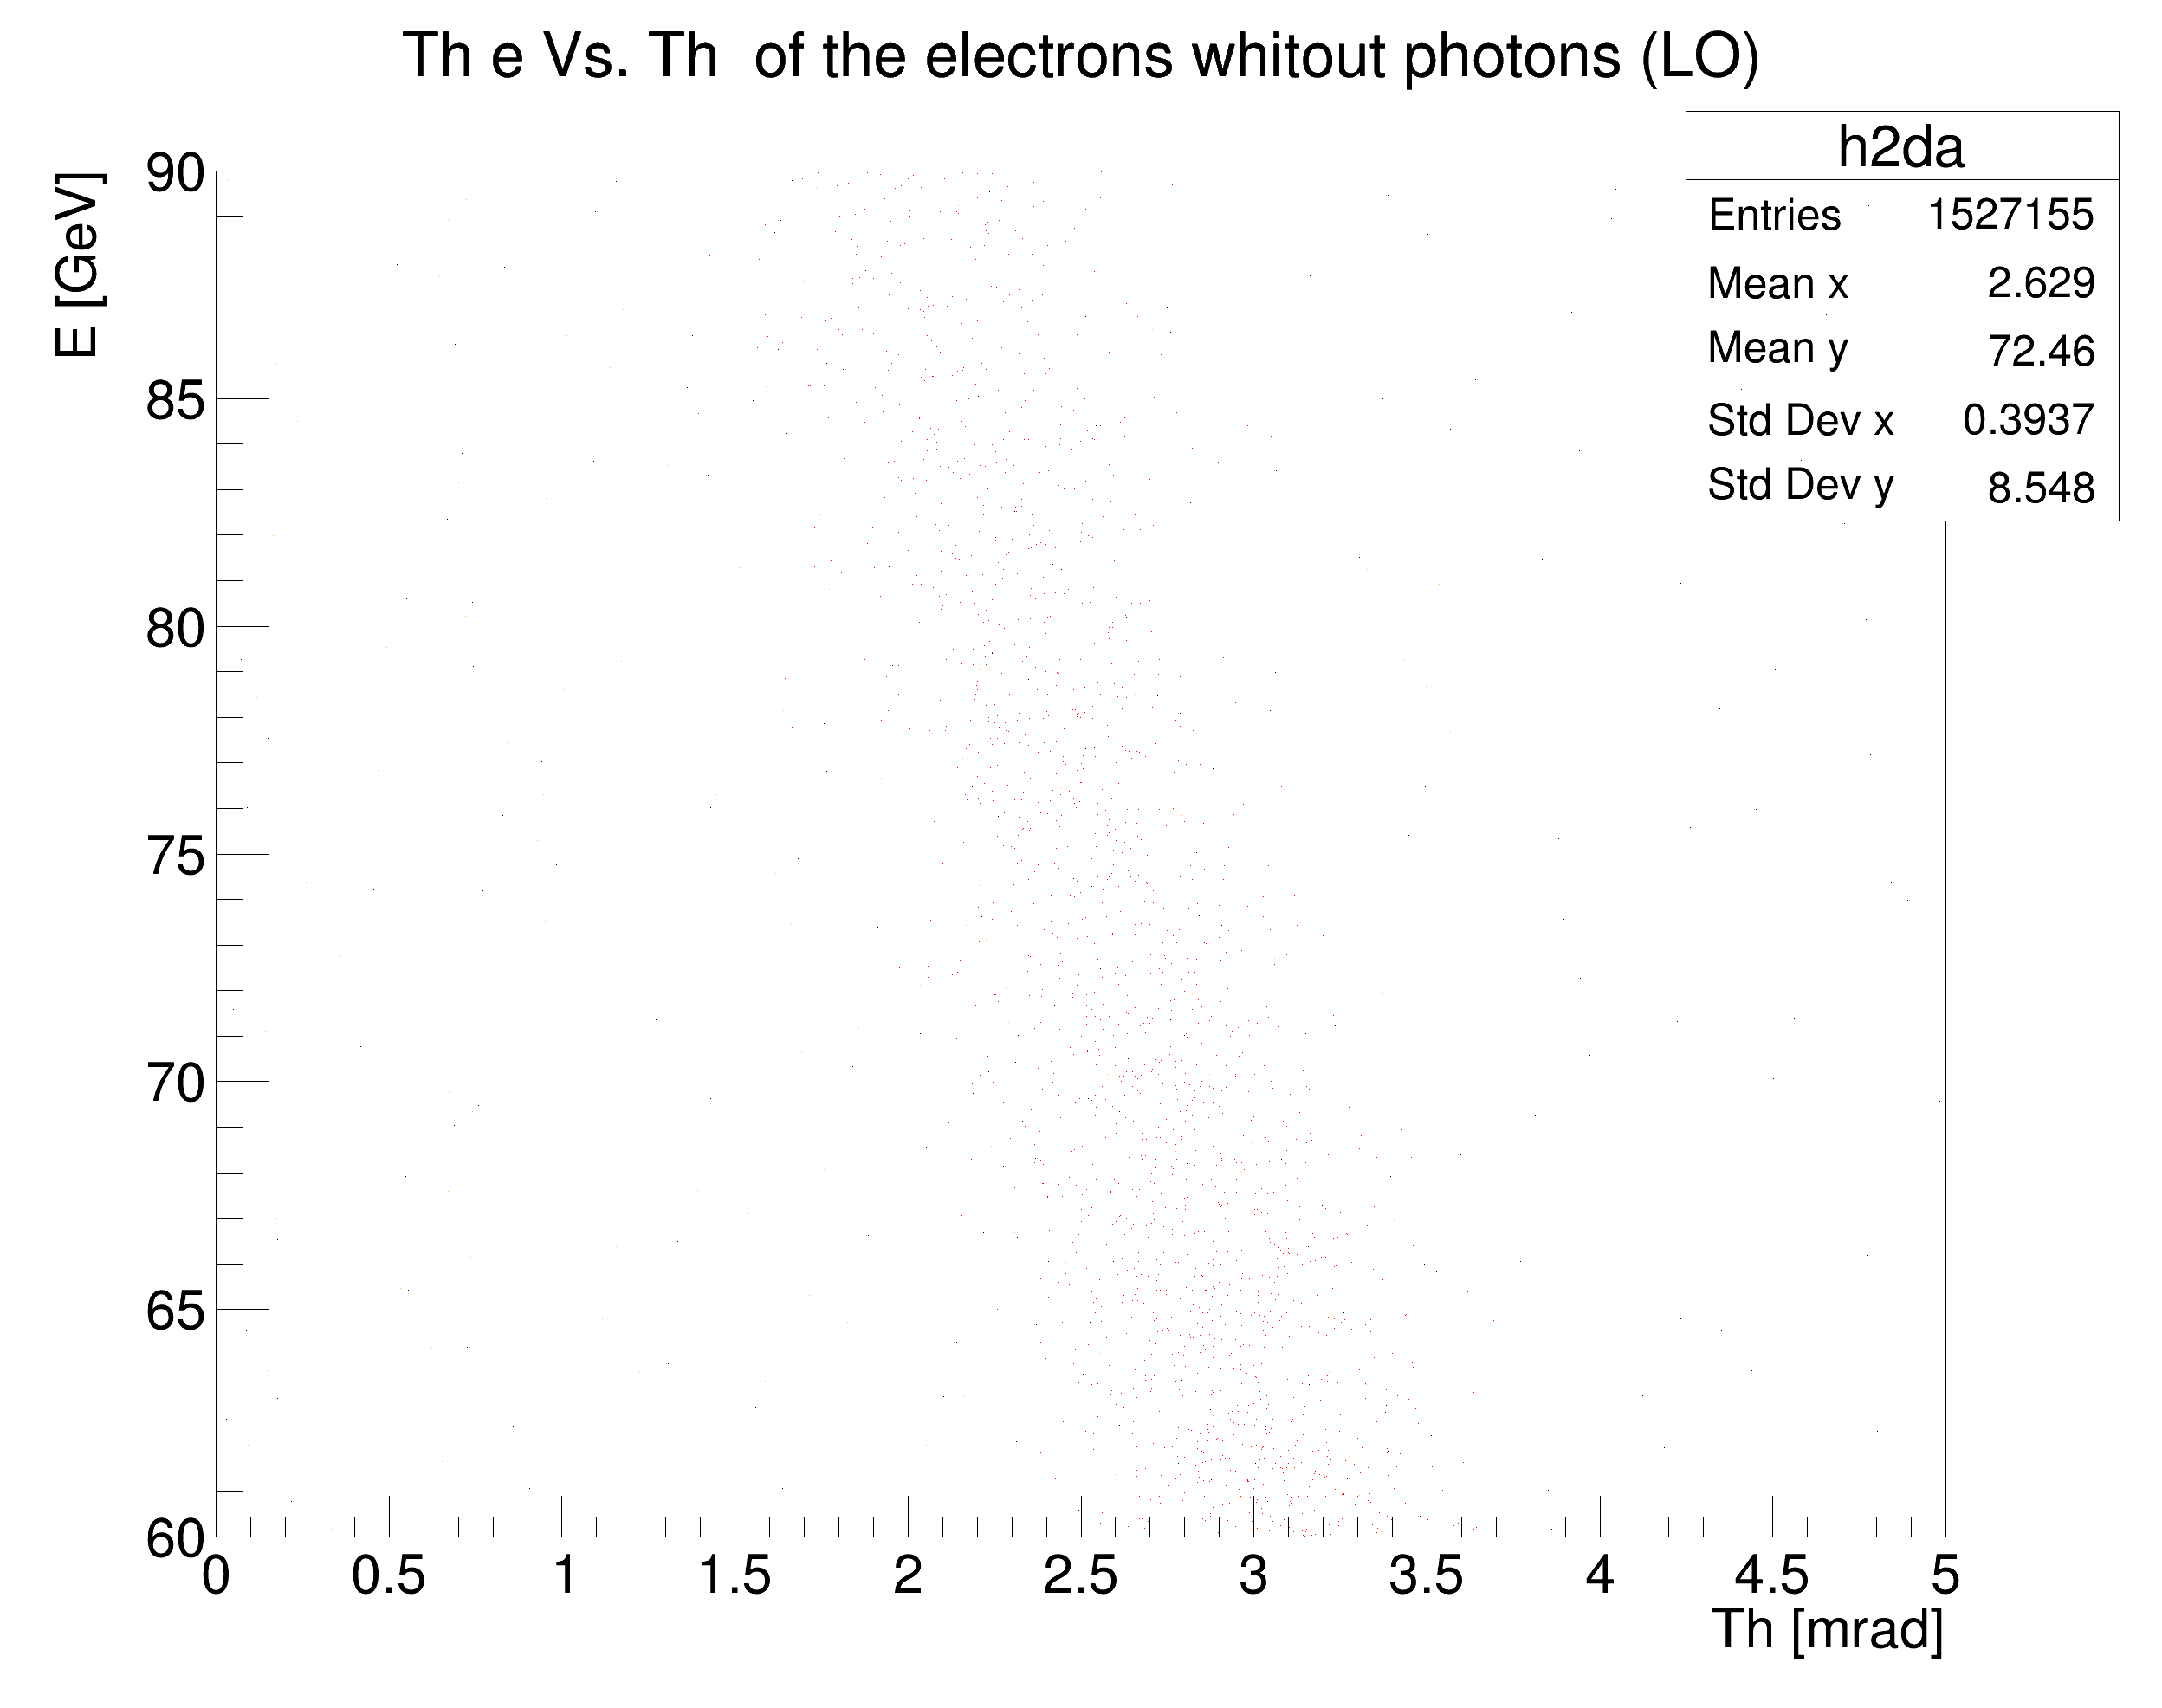 Th e Vs. Th of the electrons whitout photons (LO)
h2da
Entries 1527155
Mean x 2.629
Mean y 72.46
Std Dev x 0.3937
Std Dev y 8.548
E [GeV]
90
85
80
75
70
65
60
0 0.5 1 1.5 2 2.5 3 3.5 4 4.5 5
Th [mrad]